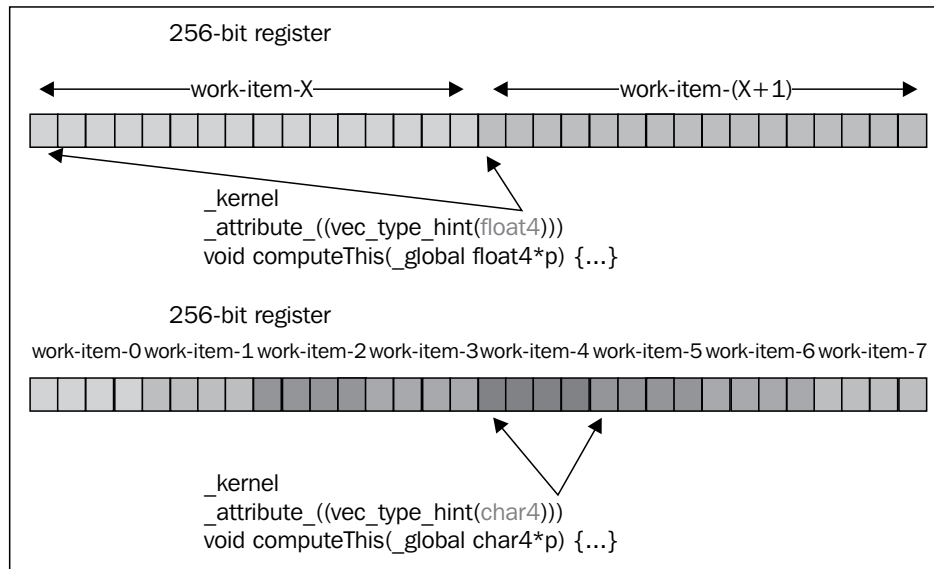 256-bit register
work-item-X work-item-(X+1)
_kernel
_attribute_((vec_type_hint(float4)))
void computeThis(_global float4*p) {...}
256-bit register
work-item-0 work-item-1 work-item-2 work-item-3 work-item-4 work-item-5 work-item-6 work-item-7
_kernel
_attribute_((vec_type_hint(char4)))
void computeThis(_global char4*p) {...}